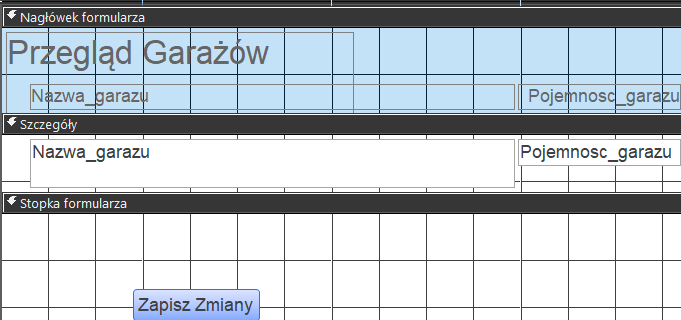 Nagłówek formularza
Przegląd Garażów
Nazwa_garazu Pojemnosc_garazu
Szczegóły
Nazwa_garazu Pojemnosc_garazu
Stopka formularza
Zapisz Zmiany